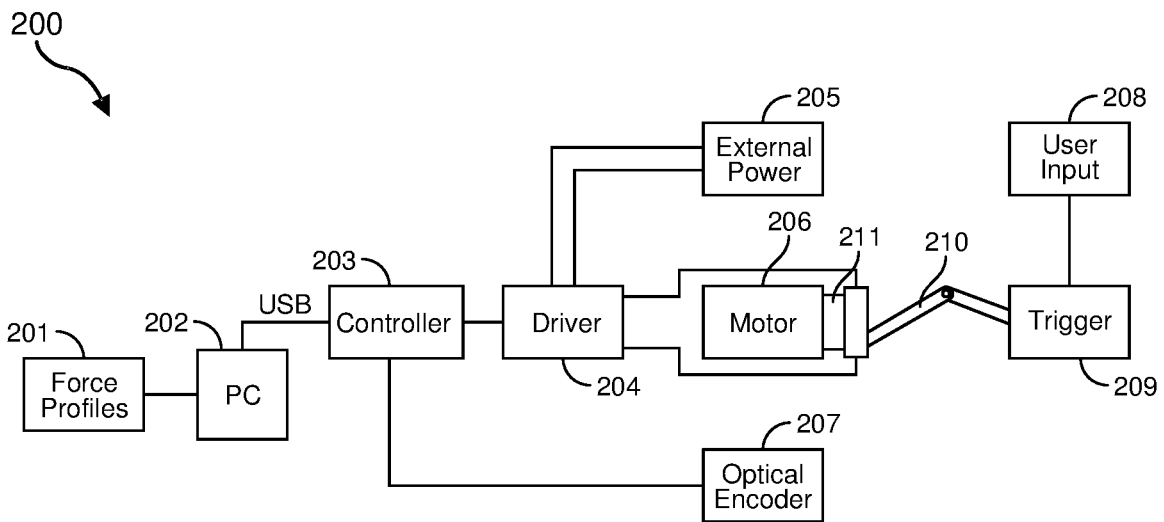 200
205
External
Power
208
User
Input
206
211
210
203
USB
Controller
Driver
Motor
Trigger
201
202
Force
Profiles
PC
204
209
207
Optical
Encoder